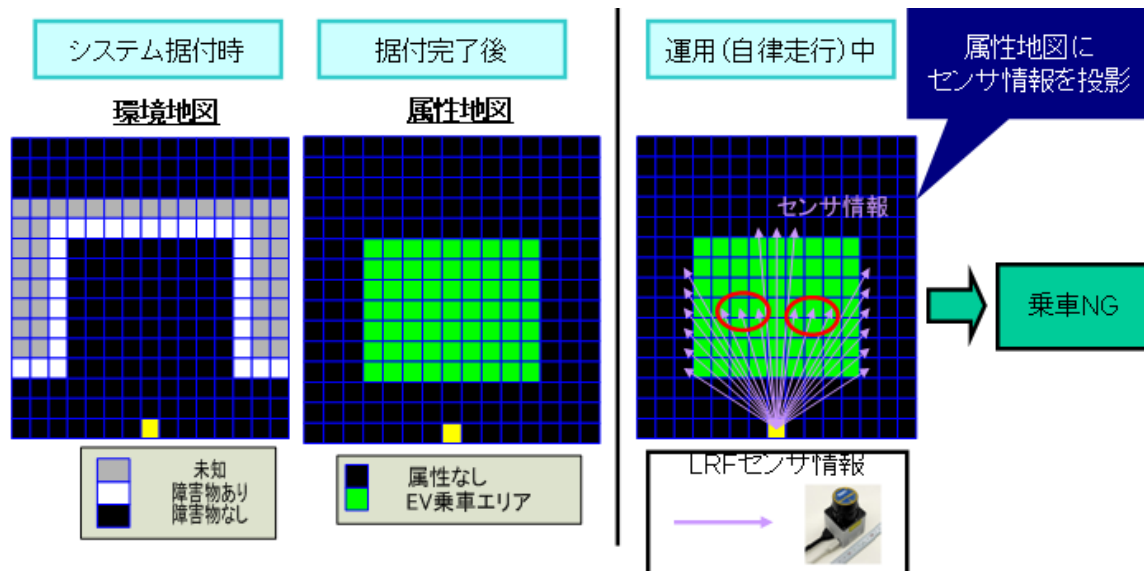 システム据付時
据付完了後
運用(自律走行)中
属性地図に
センサ情報を投影
環境地図
属性地図
センサ情報
乗車NG
未知
障害物あり
障害物なし
属性なし
EV乗車エリア
LRFセンサ情報